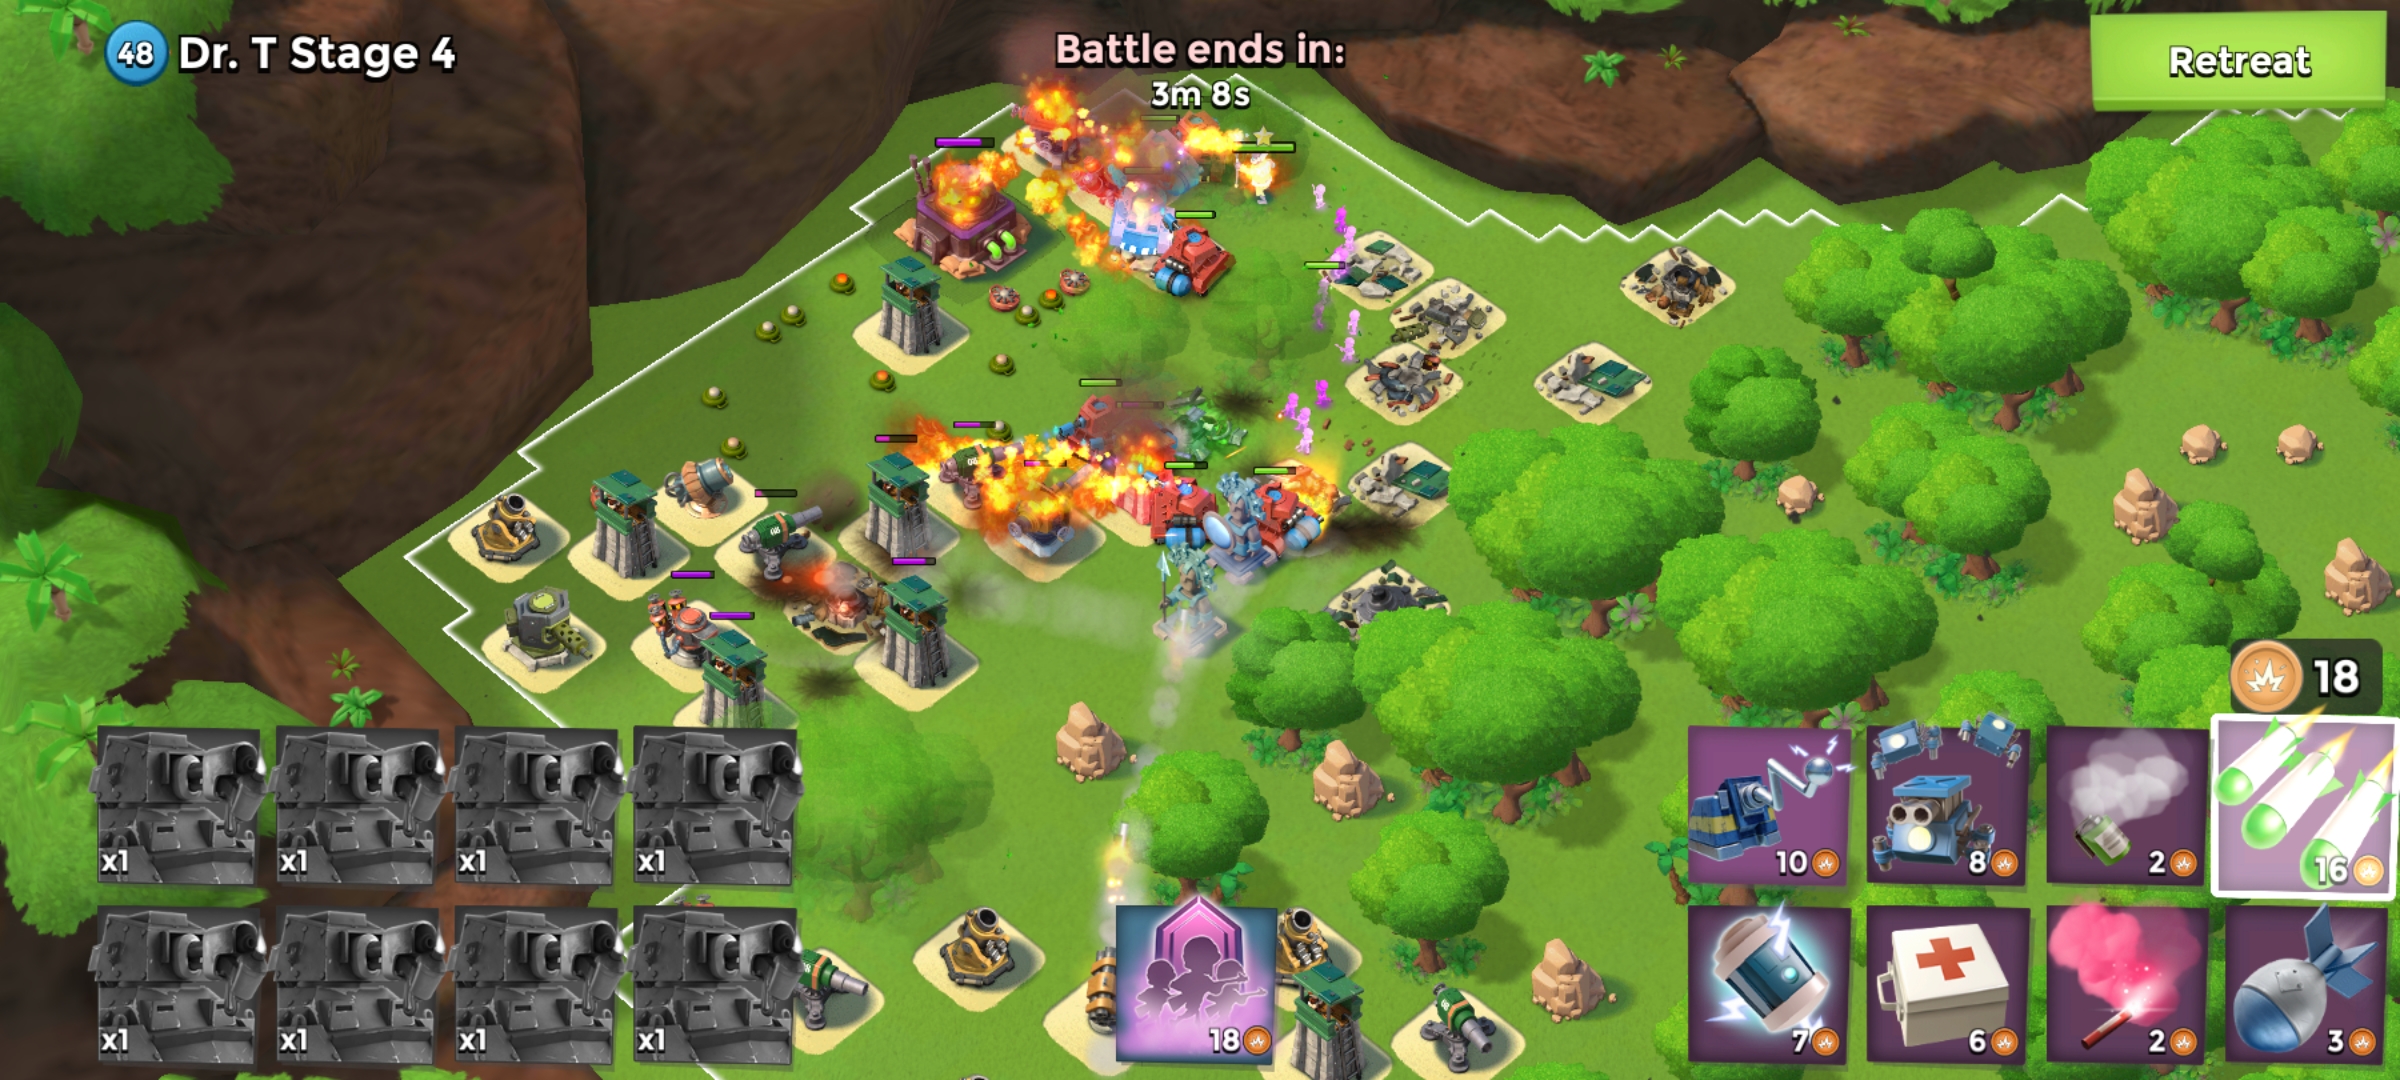 48 Dr. T Stage 4
Battle ends in:
3m 8s
Retreat
18
x1 x1 x1 x1
10 8 2 16
x1 x1 x1 x1
18
7 6 2 3